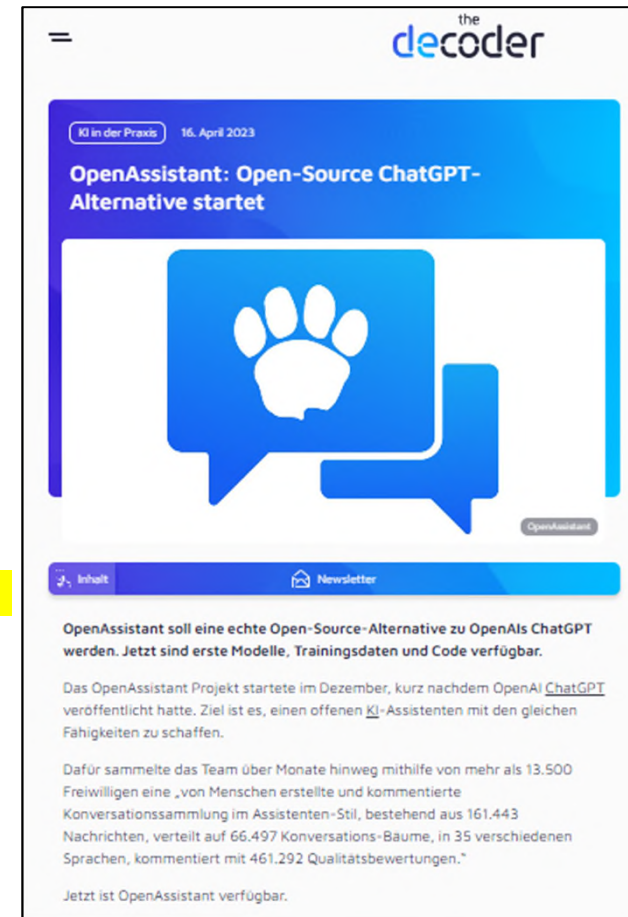 the
decoder
KI in der Praxis 16. April 2023
OpenAssistant: Open-Source ChatGPT-
Alternative startet
OpenAssistant
Inhalt Newsletter
OpenAssistant soll eine echte Open-Source-Alternative zu OpenAIs ChatGPT
werden. Jetzt sind erste Modelle, Trainingsdaten und Code verfügbar.
Das OpenAssistant Projekt startete im Dezember, kurz nachdem OpenAI ChatGPT
veröffentlicht hatte. Ziel ist es, einen offenen KI-Assistenten mit den gleichen
Fähigkeiten zu schaffen.
Dafür sammelte das Team über Monate hinweg mithilfe von mehr als 13.500
Freiwilligen eine „von Menschen erstellte und kommentierte
Konversationssammlung im Assistenten-Stil, bestehend aus 161.443
Nachrichten, verteilt auf 66.497 Konversations-Bäume, in 35 verschiedenen
Sprachen, kommentiert mit 461.292 Qualitätsbewertungen.“
Jetzt ist OpenAssistant verfügbar.